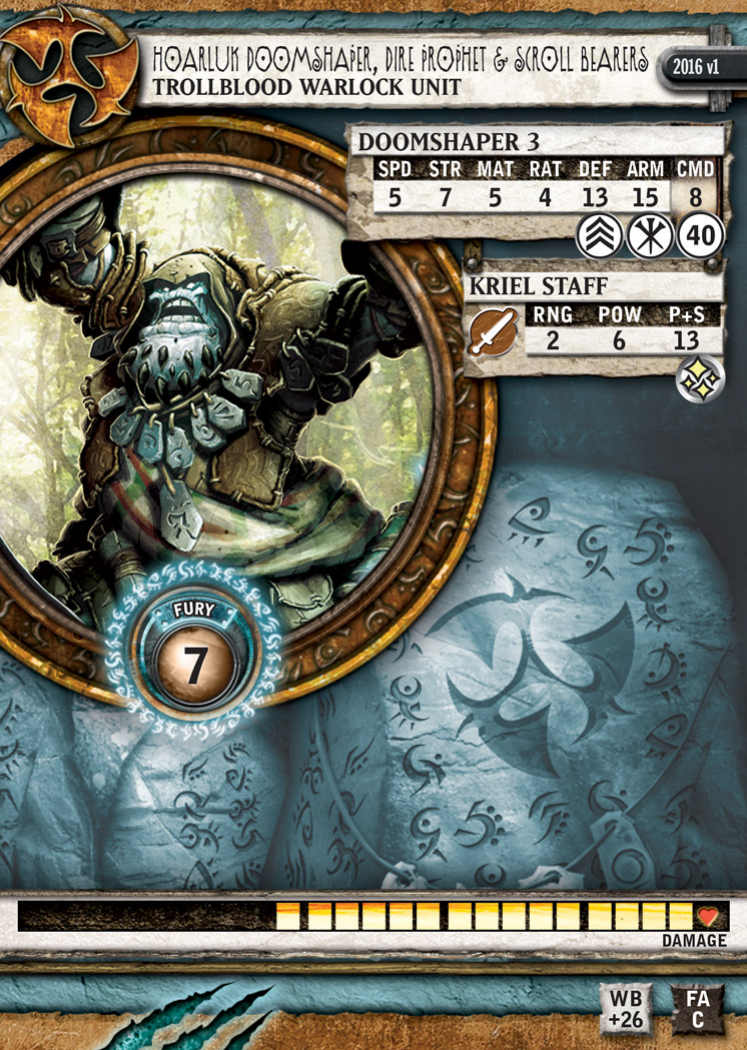 HOARLUK DOOMSHAPER, DIRE PROPHET & SCROLL BEARERS
TROLLBLOOD WARLOCK UNIT
2016 v1
DOOMSHAPER 3
SPD STR MAT RAT DEF ARM CMD
5 7 5 4 13 15 8
40
KRIEL STAFF
RNG POW P+S
2 6 13
FURY
7
DAMAGE
WB
+26
FA
C